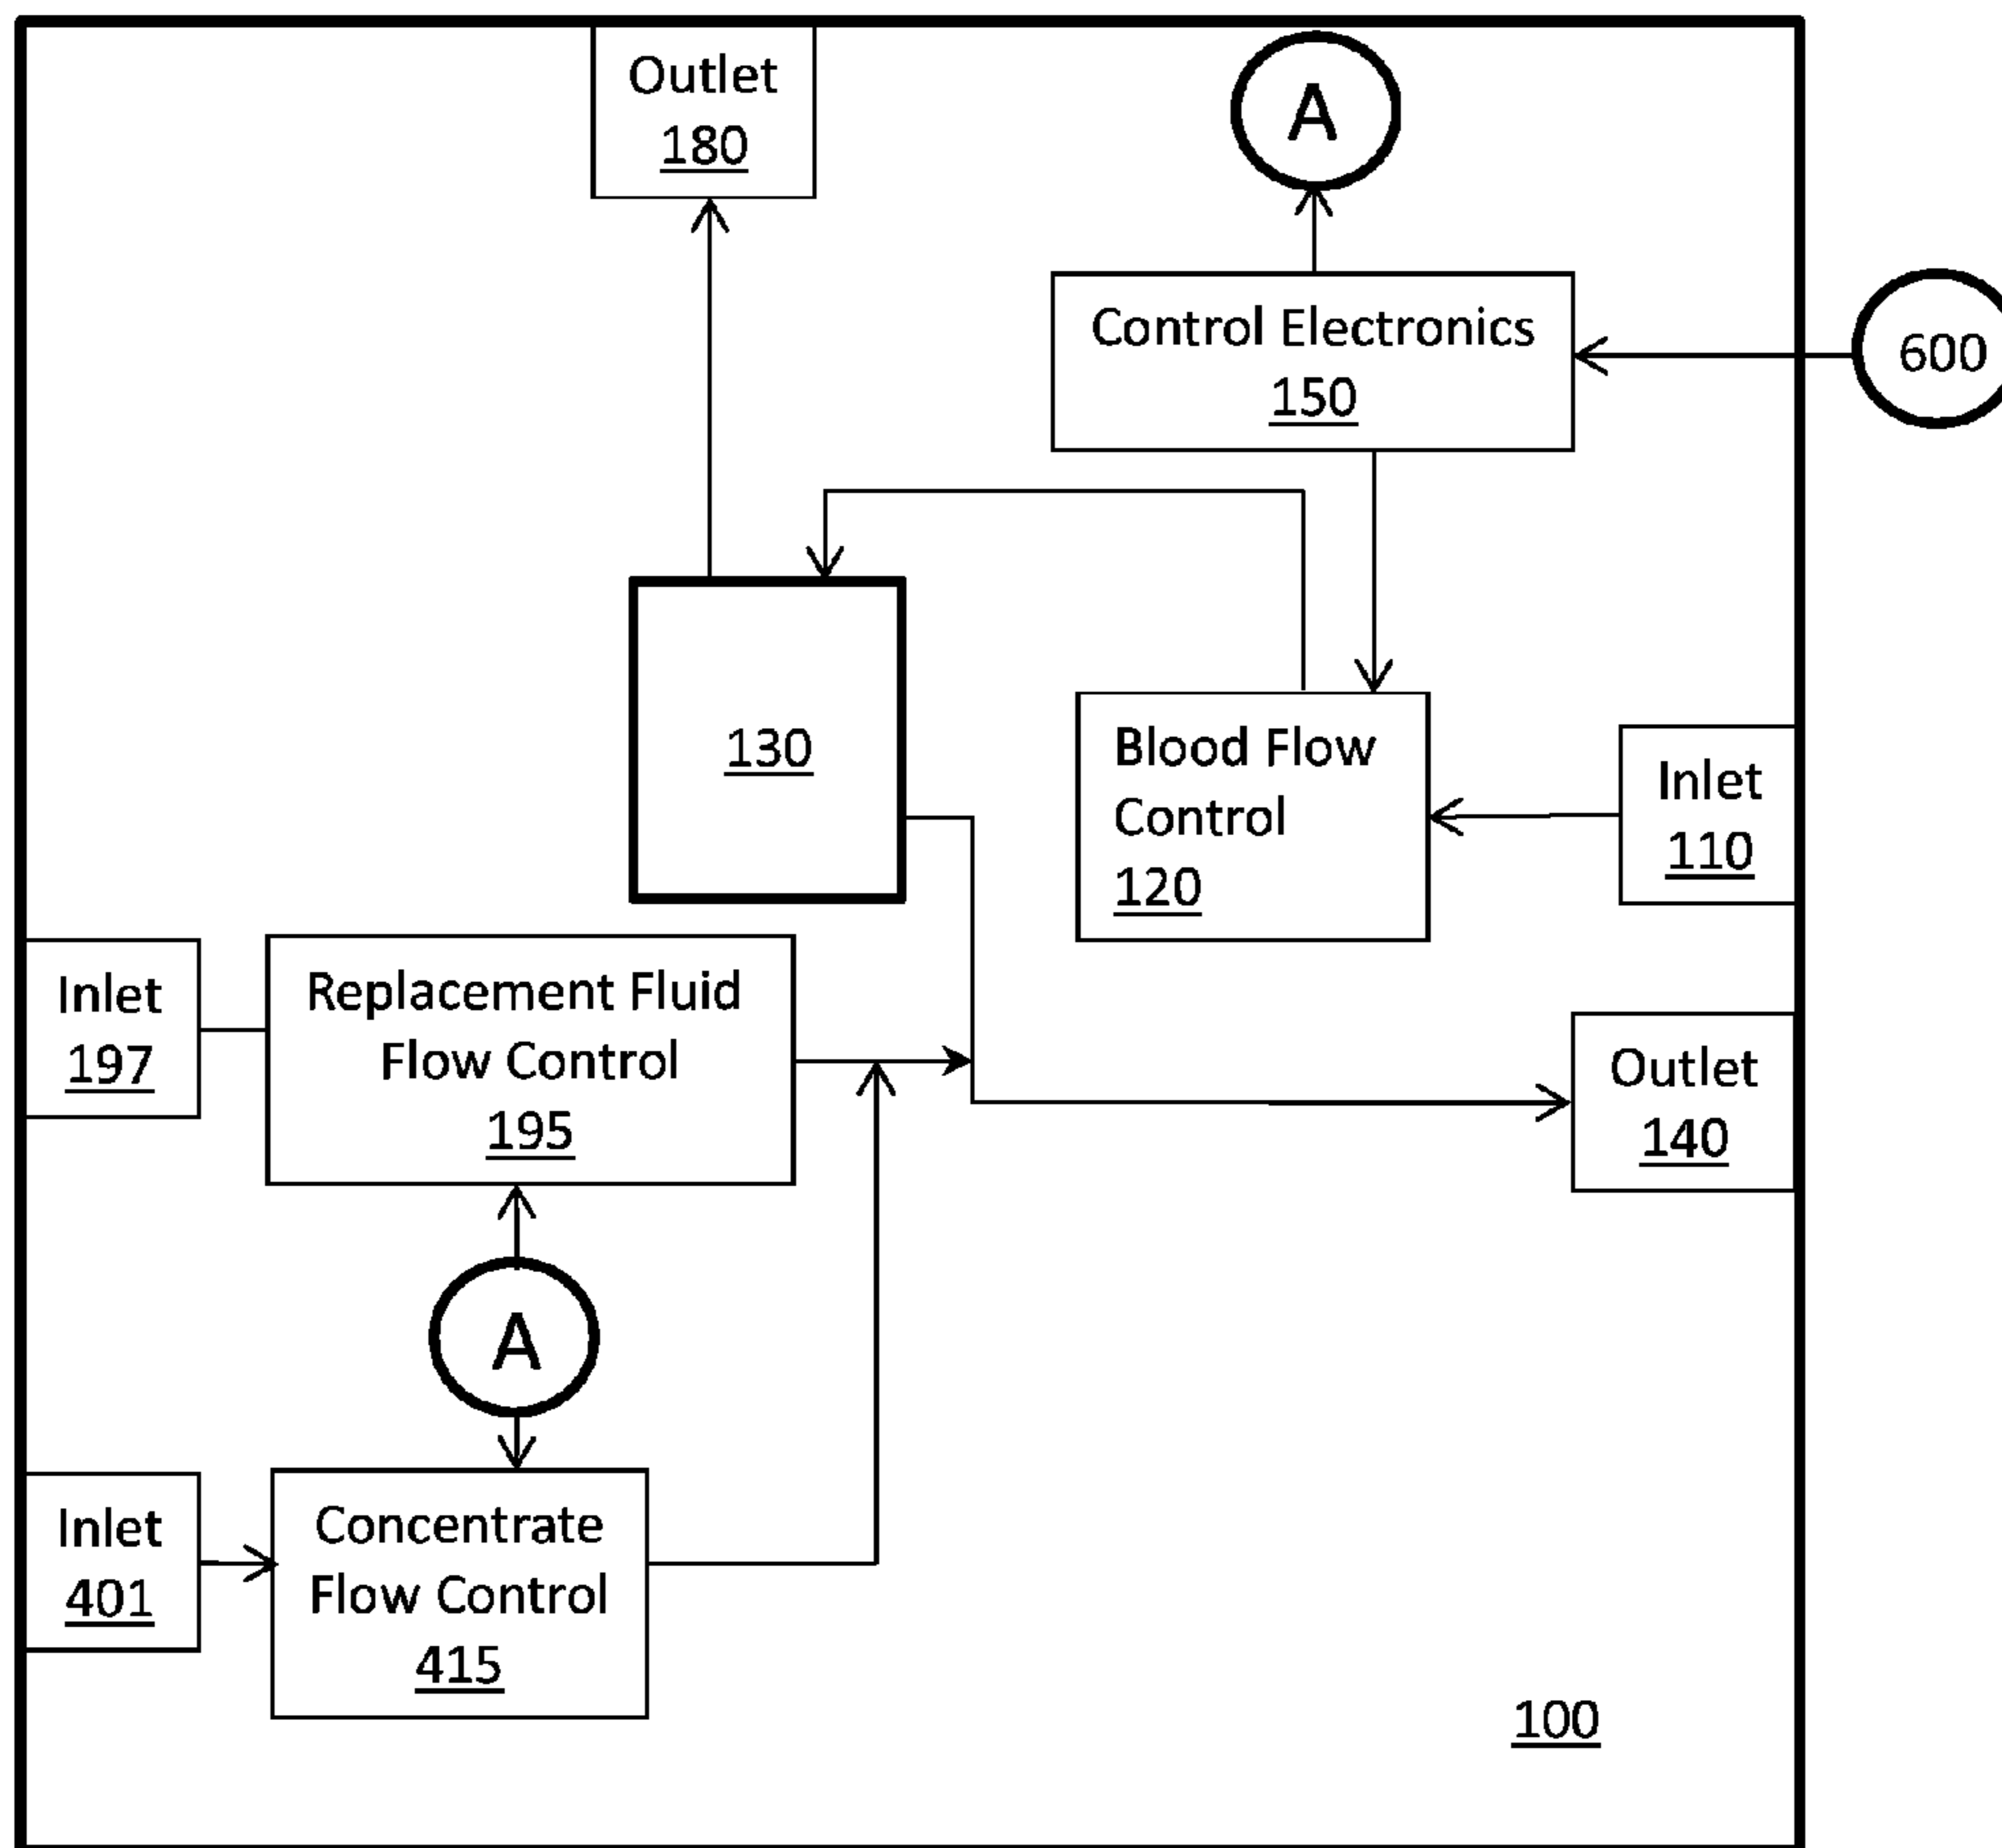 Outlet
180
A
Control Electronics
150
600
130
Blood Flow
Control
120
Inlet
110
Inlet
197
Replacement Fluid
Flow Control
195
Outlet
140
A
Inlet
401
Concentrate
Flow Control
415
100